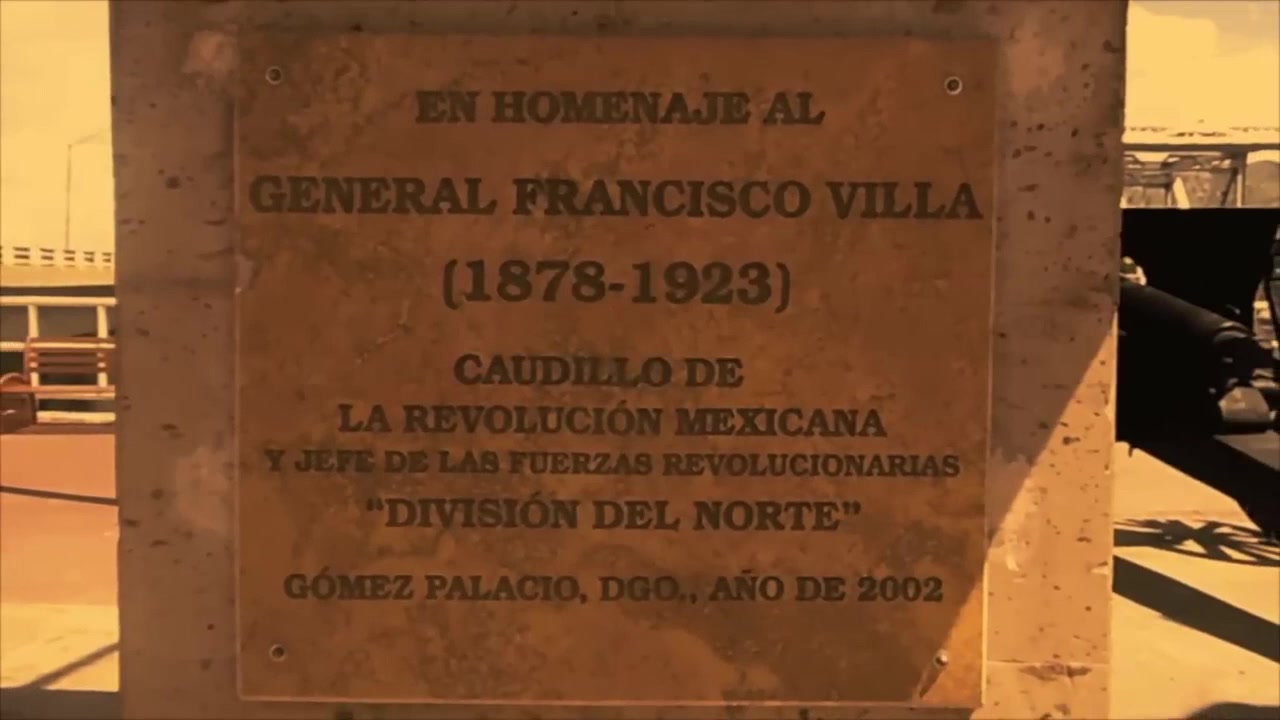 EN HOMENAJE AL
GENERAL FRANCISCO VILLA
(1878-1923)
CAUDILLO DE
LA REVOLUCIÓN MEXICANA
Y JEFE DE LAS FUERZAS REVOLUCIONARIAS
“DIVISIÓN DEL NORTE”
GÓMEZ PALACIO, DGO., AÑO DE 2002